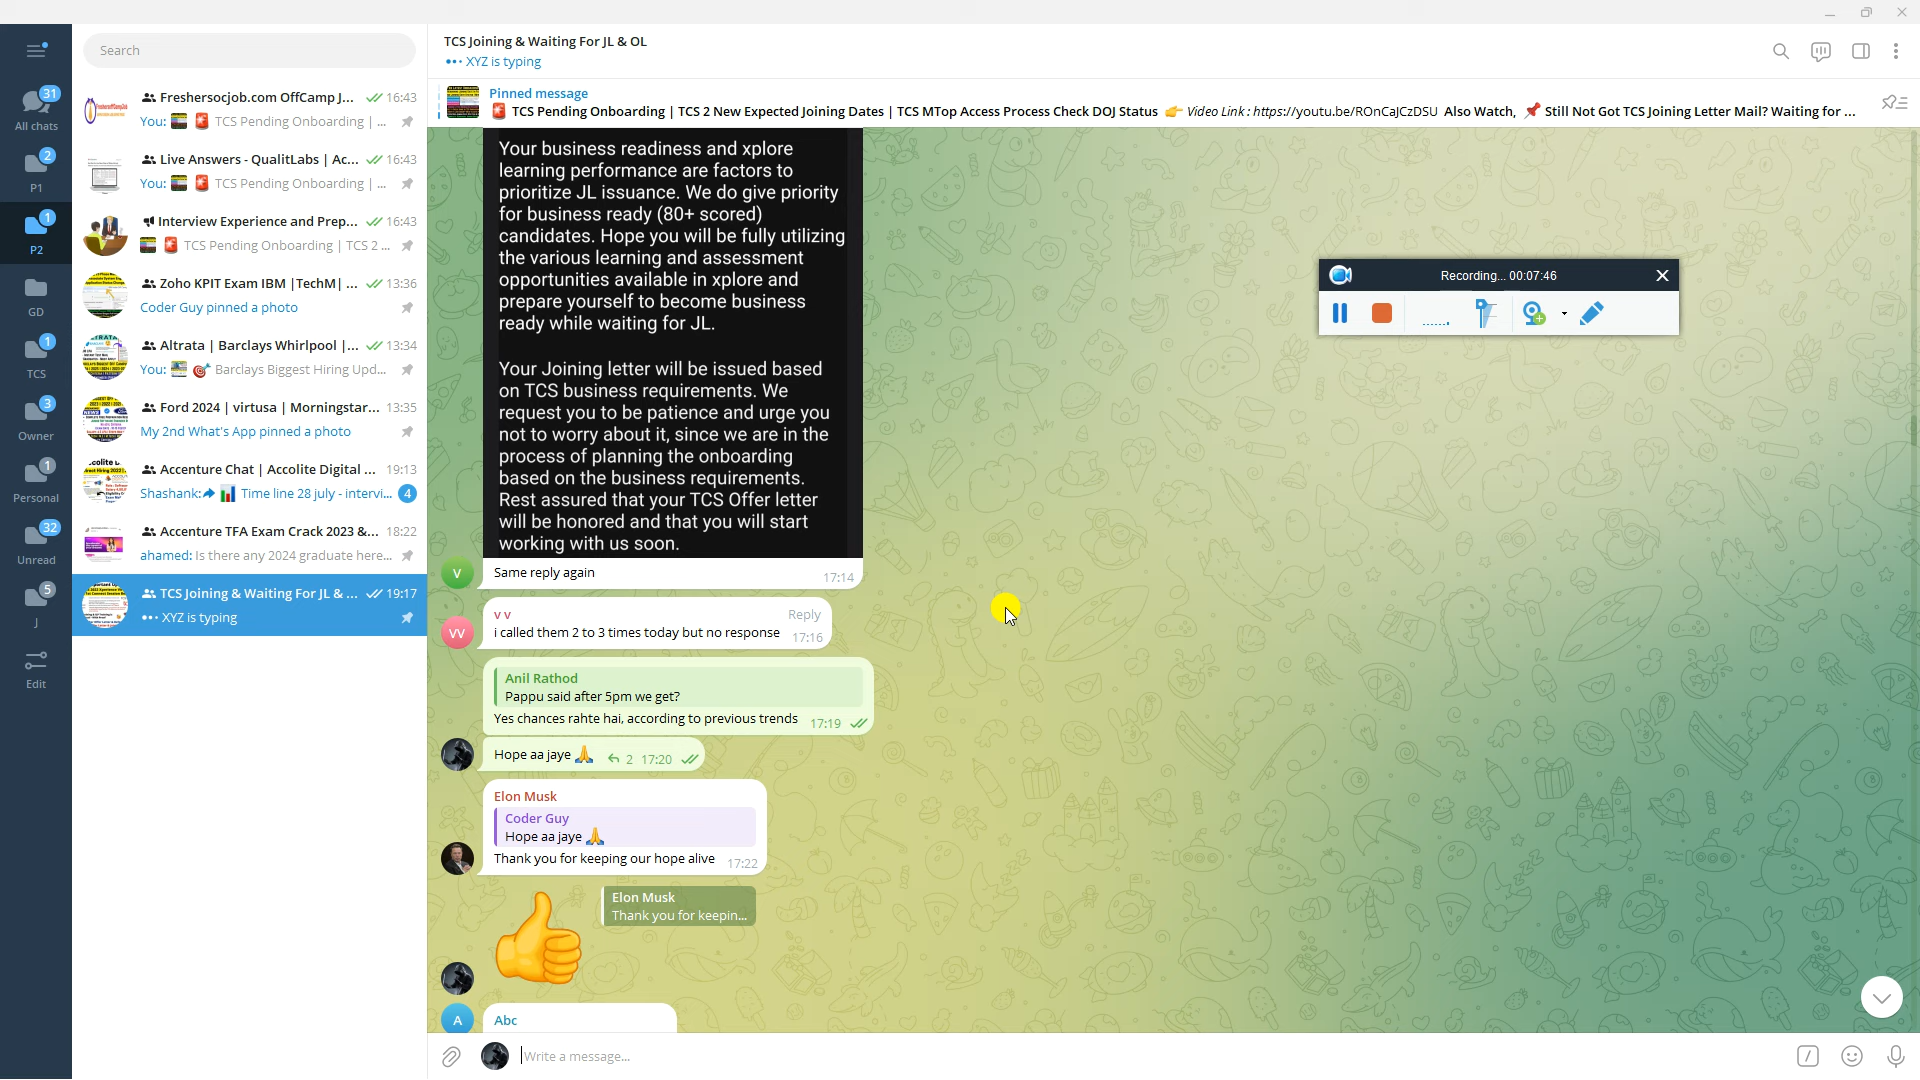 Search
31
All chats
2
P1
1
P2
GD
1
TCS
3
Owner
1
Personal
32
Unread
5
J
Edit
Freshersocjob.com OffCamp J... 16:43
You: 🚨 TCS Pending Onboarding | ...
Live Answers - QualitLabs | Ac... 16:43
You: 🚨 TCS Pending Onboarding | ...
Interview Experience and Prep... 16:43
🚨 TCS Pending Onboarding | TCS 2 ...
Zoho KPIT Exam IBM |TechM| ... 13:36
Coder Guy pinned a photo
Altrata | Barclays Whirlpool |... 13:34
You: 🎯 Barclays Biggest Hiring Upd...
Ford 2024 | virtusa | Morningstar... 13:35
My 2nd What's App pinned a photo
Accenture Chat | Accolite Digital ... 19:13
Shashank: 📊 Time line 28 july - intervi... 4
Accenture TFA Exam Crack 2023 &... 18:22
ahamed: Is there any 2024 graduate here...
TCS Joining & Waiting For JL & ... 19:17
XYZ is typing
TCS Joining & Waiting For JL & OL
XYZ is typing
Pinned message
🚨 TCS Pending Onboarding | TCS 2 New Expected Joining Dates | TCS MTop Access Process Check DOJ Status 👉 Video Link : https://youtu.be/ROnCaJCzDSU Also Watch, 📌 Still Not Got TCS Joining Letter Mail? Waiting for ...
Your business readiness and xplore
learning performance are factors to
prioritize JL issuance. We do give priority
for business ready (80+ scored)
candidates. Hope you will be fully utilizing
the various learning and assessment
opportunities available in xplore and
prepare yourself to become business
ready while waiting for JL.
Your Joining letter will be issued based
on TCS business requirements. We
request you to be patience and urge you
not to worry about it, since we are in the
process of planning the onboarding
based on the business requirements.
Rest assured that your TCS Offer letter
will be honored and that you will start
working with us soon.
V
Same reply again 17:14
v v Reply
VV
i called them 2 to 3 times today but no response 17:16
Anil Rathod
Pappu said after 5pm we get?
Yes chances rahte hai, according to previous trends 17:19
Hope aa jaye 🙏 2 17:20
Elon Musk
Coder Guy
Hope aa jaye 🙏
Thank you for keeping our hope alive 17:22
Elon Musk
Thank you for keepin...
A
Abc
Write a message...
Recording... 00:07:46